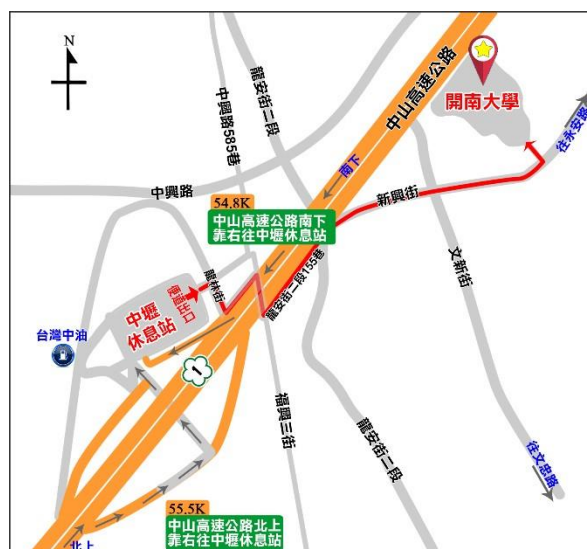 N
中山高速公路
開南大學
往永安路
龍安街二段
中興路585巷
南下
中興路
新興街
54.8K
中山高速公路南下
靠右往中壢休息站
文新街
龍林街
龍安街二段155巷
便道出口
中壢
休息站
台灣中油
1
福興三街
龍安街二段
往文忠路
55.5K
中山高速公路北上
靠右往中壢休息站
北上